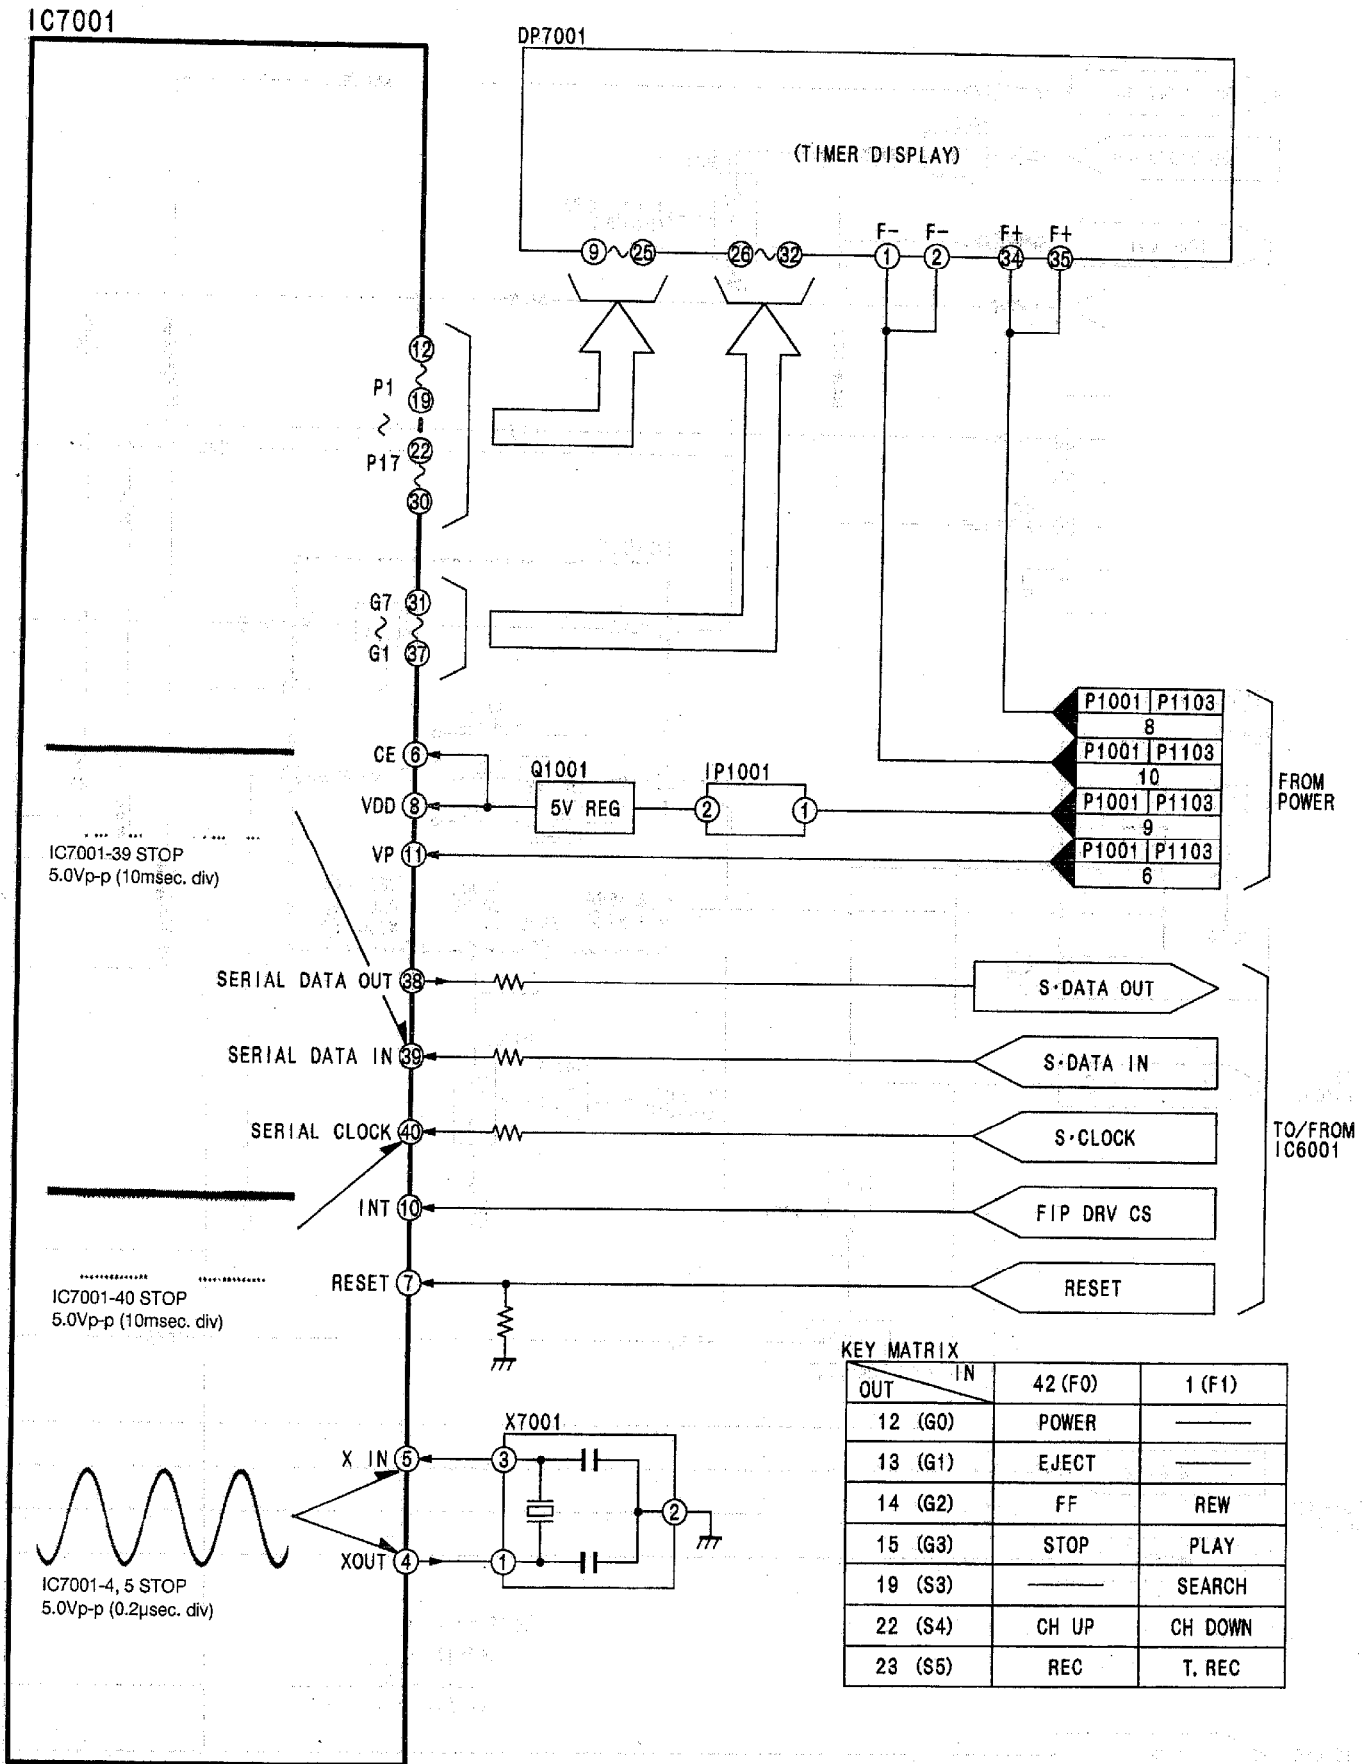 IC7001
DP7001
(TIMER DISPLAY)
F- F- F+ F+
9 25 26 32 1 2 34 35
12
P1 19
P17 22
30
G7 31
G1 37
P1001 P1103
8
P1001 P1103
10
P1001 P1103
9
P1001 P1103
6
FROM
POWER
CE 6
Q1001
IP1001
VDD 8
5V REG
2 1
VP 11
IC7001-39 STOP
5.0Vp-p (10msec. div)
SERIAL DATA OUT 38
S·DATA OUT
SERIAL DATA IN 39
S·DATA IN
SERIAL CLOCK 40
S·CLOCK
TO/FROM
IC6001
INT 10
FIP DRV CS
RESET 7
RESET
IC7001-40 STOP
5.0Vp-p (10msec. div)
X7001
X IN 5 3
2
XOUT 4 1
IC7001-4, 5 STOP
5.0Vp-p (0.2µsec. div)
KEY MATRIX
OUT IN 42 (F0) 1 (F1)
12 (G0) POWER ——
13 (G1) EJECT ——
14 (G2) FF REW
15 (G3) STOP PLAY
19 (S3) —— SEARCH
22 (S4) CH UP CH DOWN
23 (S5) REC T. REC